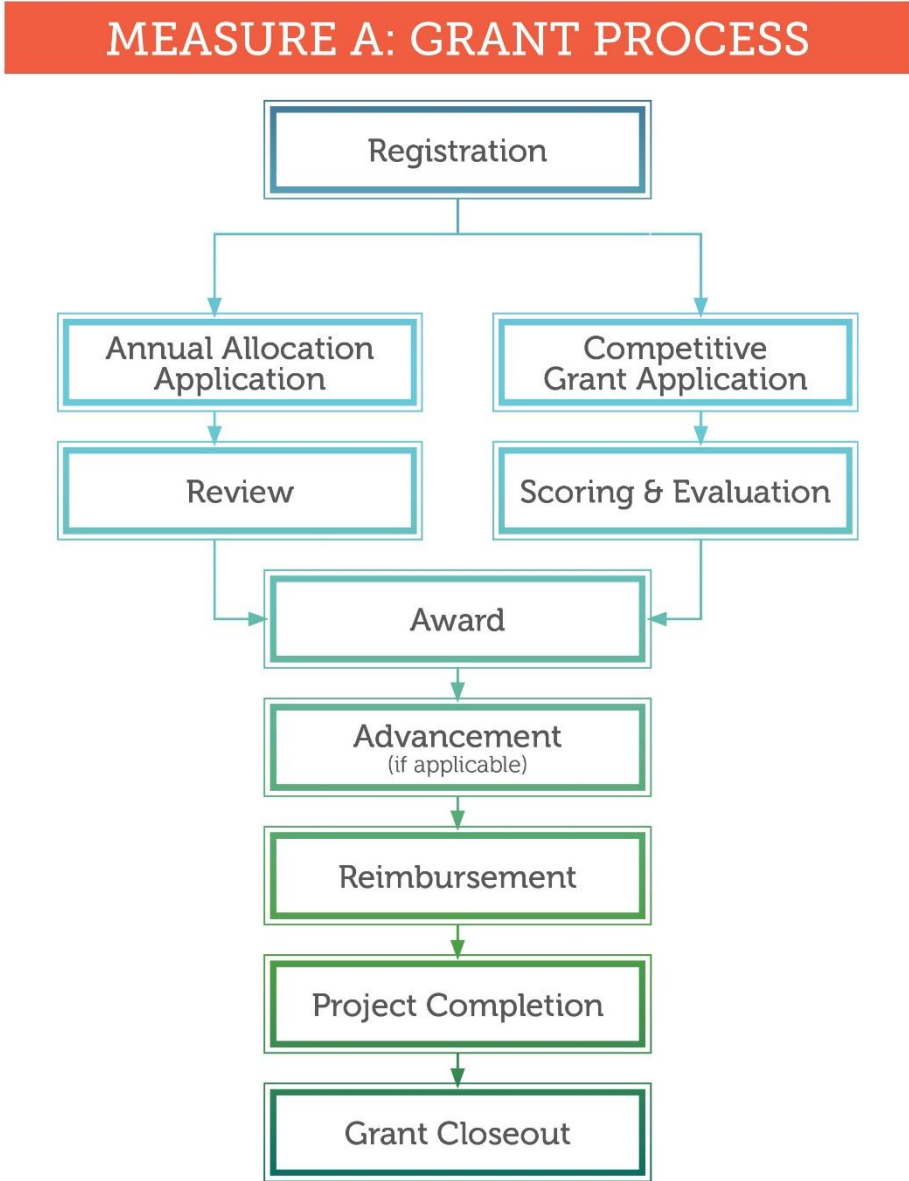 MEASURE A: GRANT PROCESS
Registration
Annual Allocation
Application
Competitive
Grant Application
Review
Scoring & Evaluation
Award
Advancement
(if applicable)
Reimbursement
Project Completion
Grant Closeout